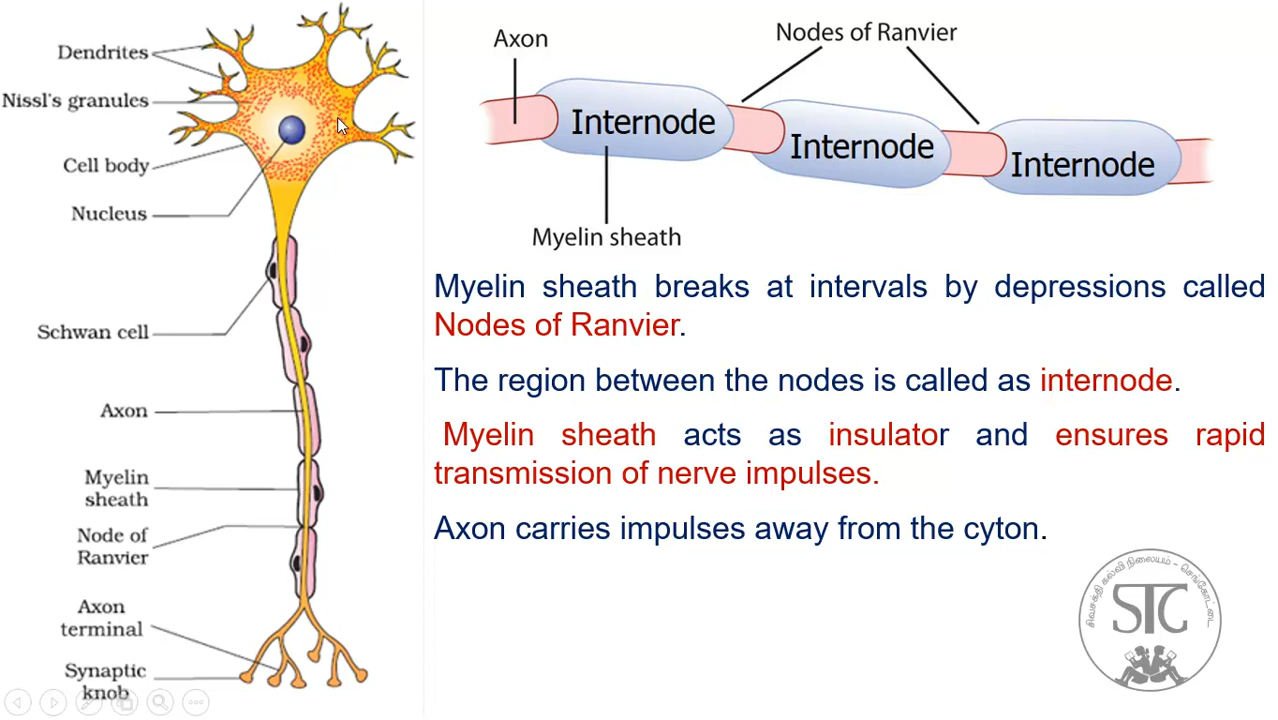 Dendrites
Nissl's granules
Cell body
Nucleus
Schwan cell
Axon
Myelin
sheath
Node of
Ranvier
Axon
terminal
Synaptic
knob
Axon
Nodes of Ranvier
Internode
Internode
Internode
Myelin sheath
Myelin sheath breaks at intervals by depressions called
Nodes of Ranvier.
The region between the nodes is called as internode.
Myelin sheath acts as insulator and ensures rapid
transmission of nerve impulses.
Axon carries impulses away from the cyton.
சிவசக்தி கல்வி நிலையம் - செங்கோட்டை
STC